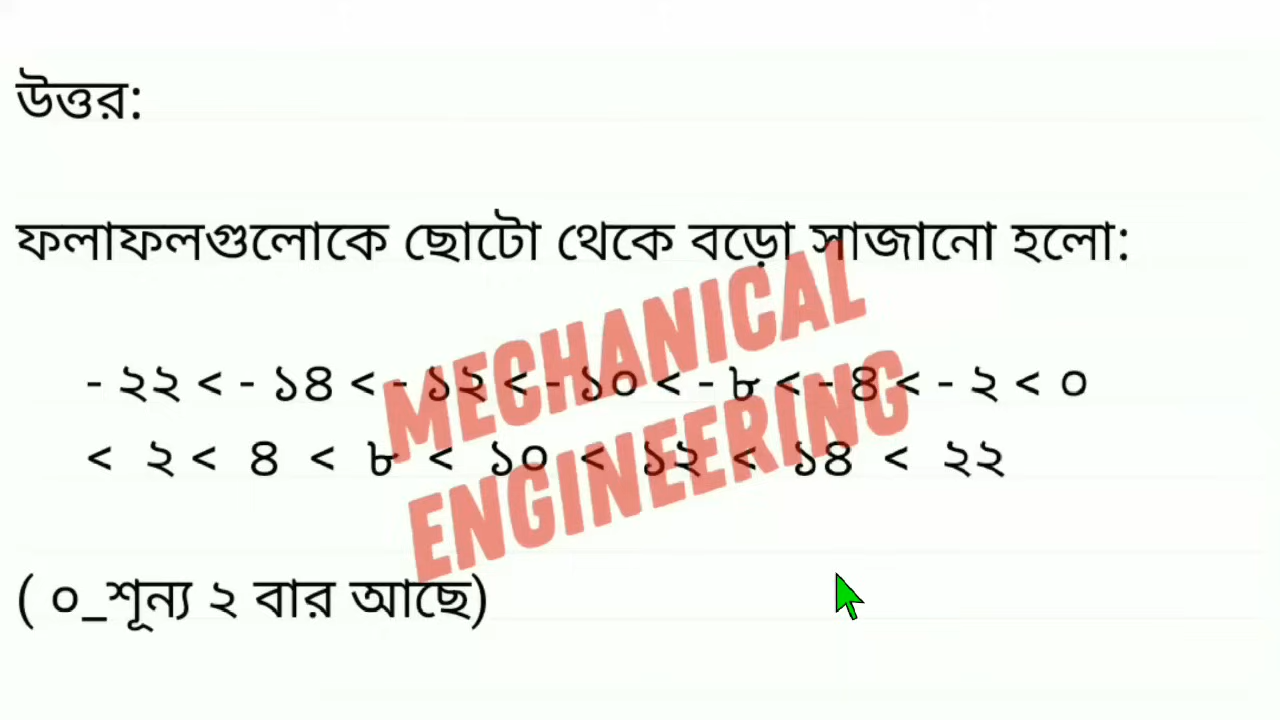 উত্তর:
ফলাফলগুলোকে ছোটো থেকে বড়ো সাজানো হলো:
- ২২ < - ১৪ < - ১২ < - ১০ < - ৮ < - ৪ < - ২ < ০
< ২ < ৪ < ৮ < ১০ < ১২ < ১৪ < ২২
( ০_শূন্য ২ বার আছে)
MECHANICAL
ENGINEERING